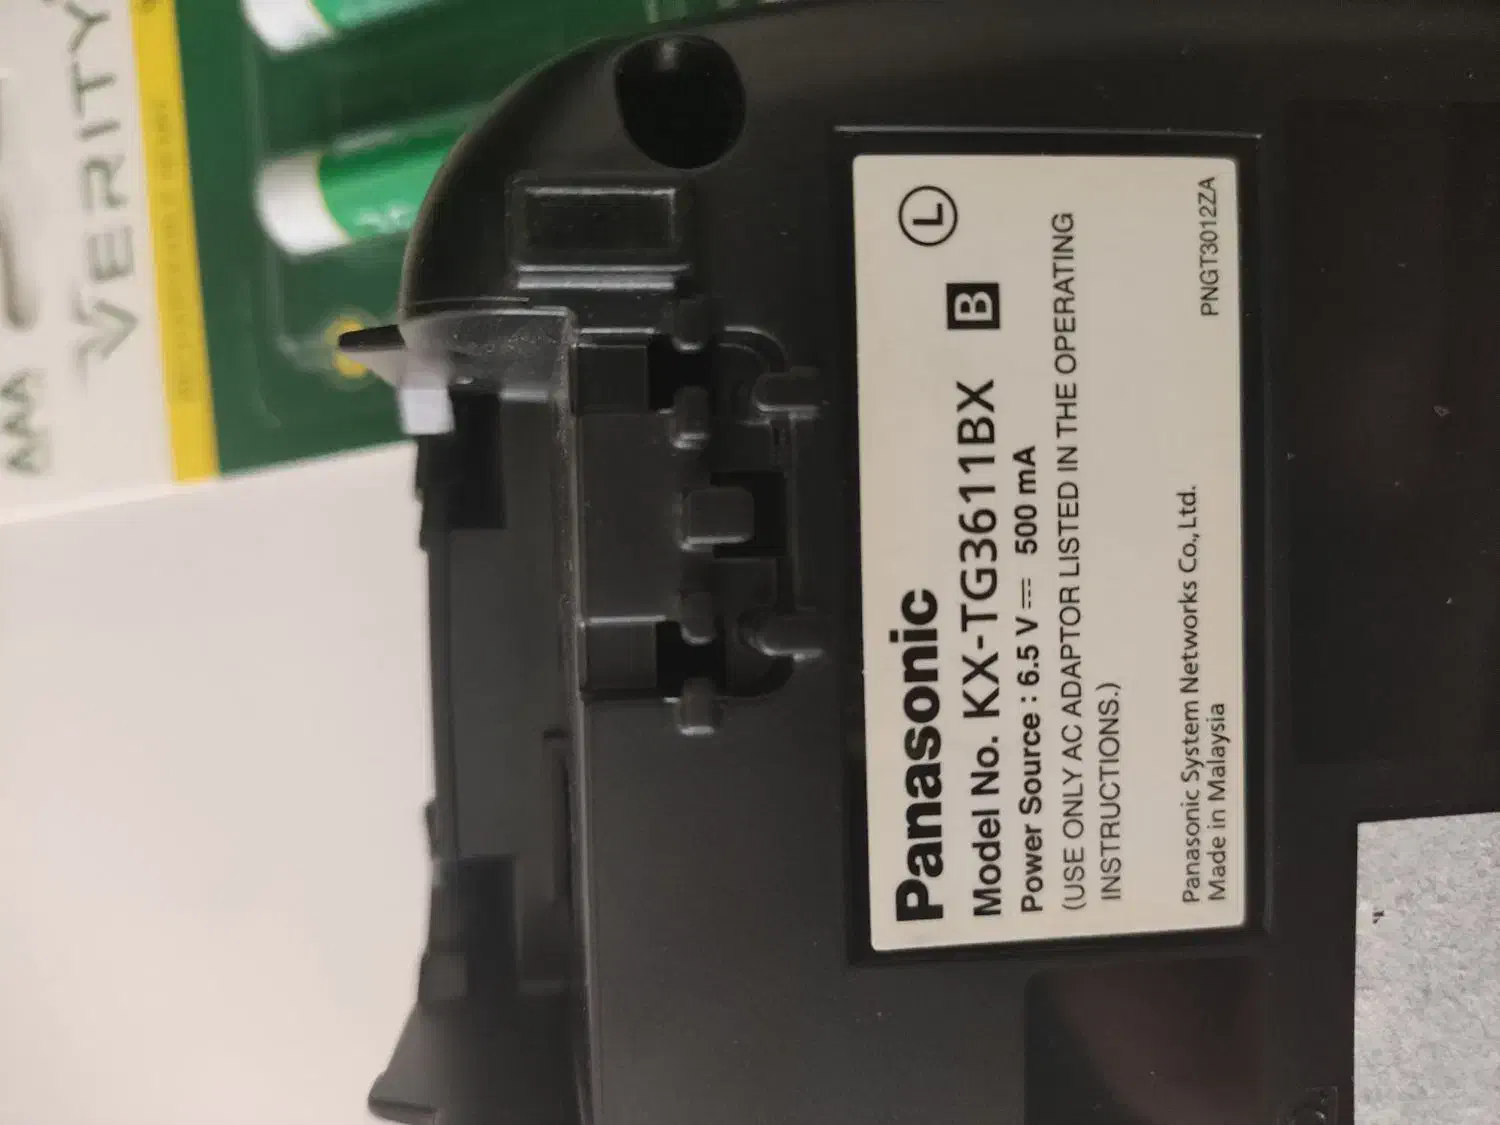 Panasonic
Model No. KX-TG3611BX B L
Power Source : 6.5 V ⎓ 500 mA
(USE ONLY AC ADAPTOR LISTED IN THE OPERATING
INSTRUCTIONS.)
PNGT3012ZA
Panasonic System Networks Co., Ltd.
Made in Malaysia
AAA
VERITY